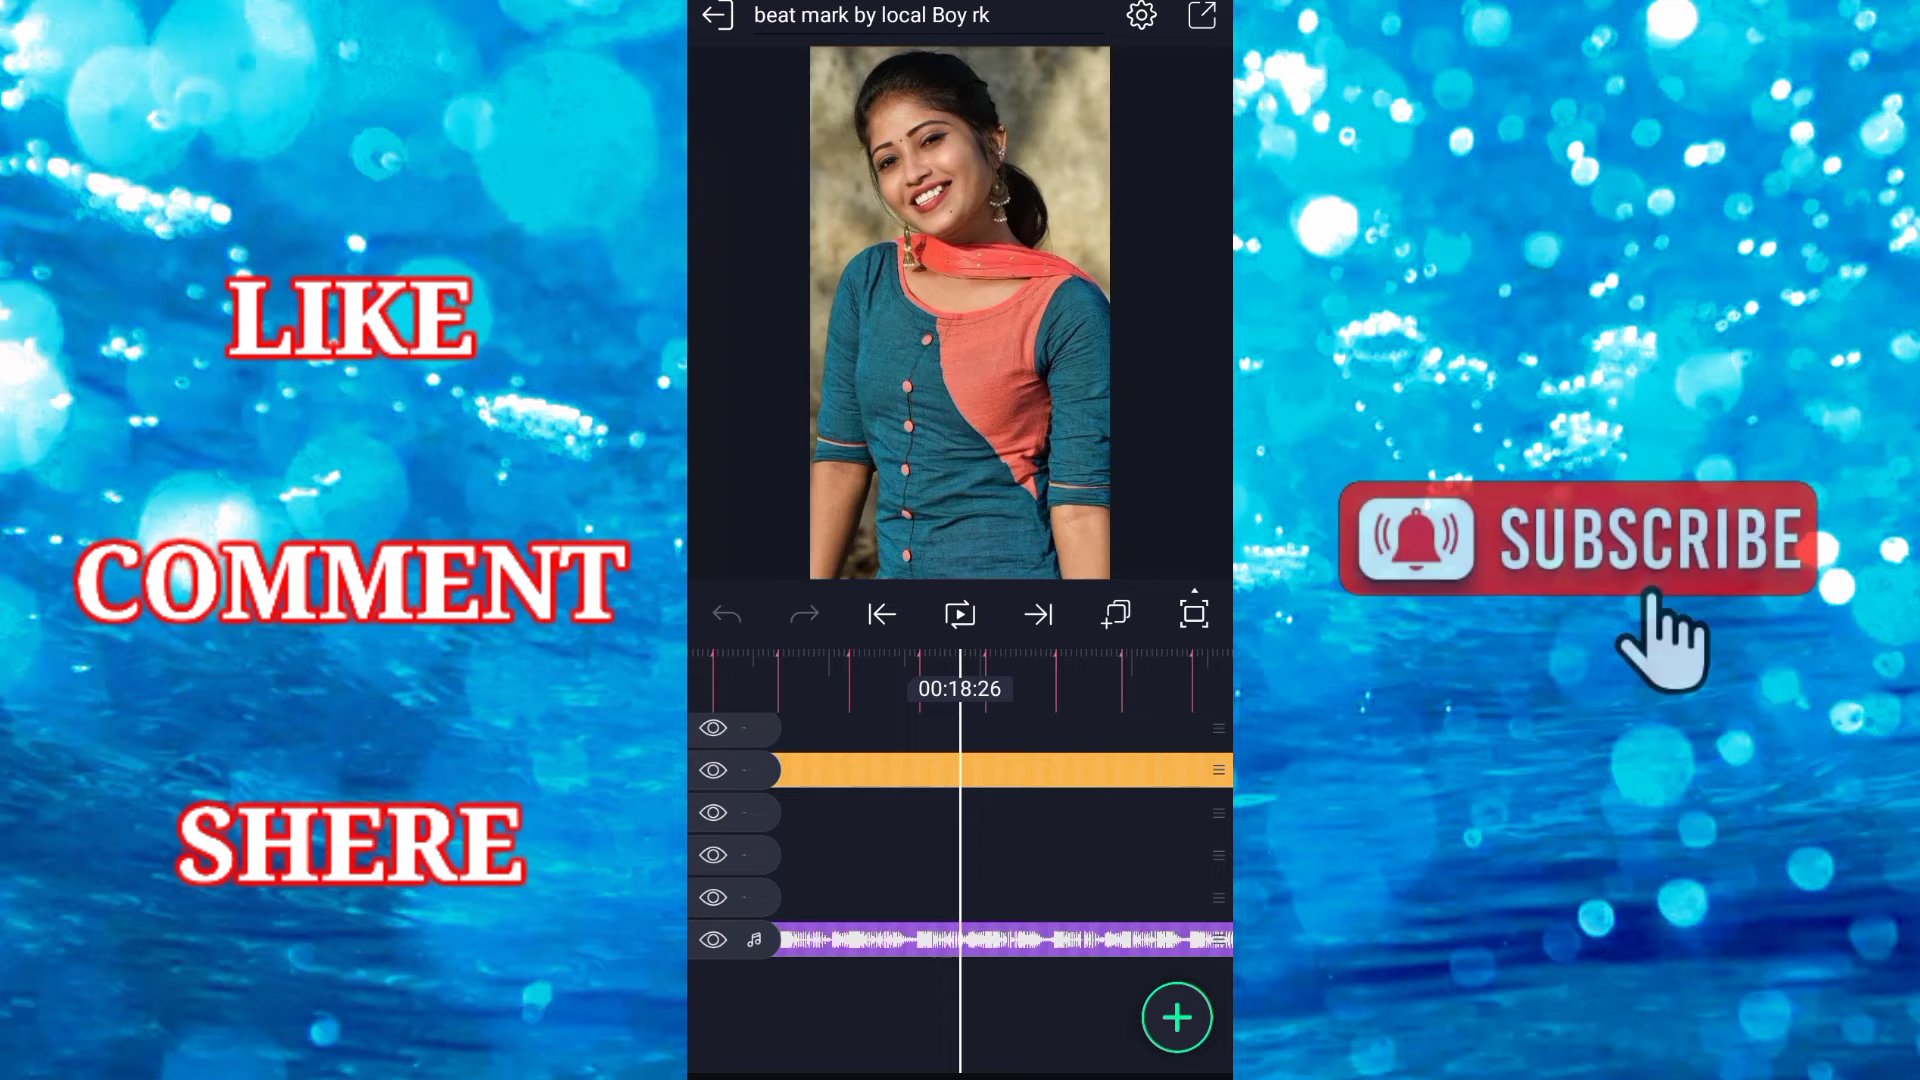 beat mark by local Boy rk
LIKE
COMMENT
SHERE
SUBSCRIBE
00:18:26